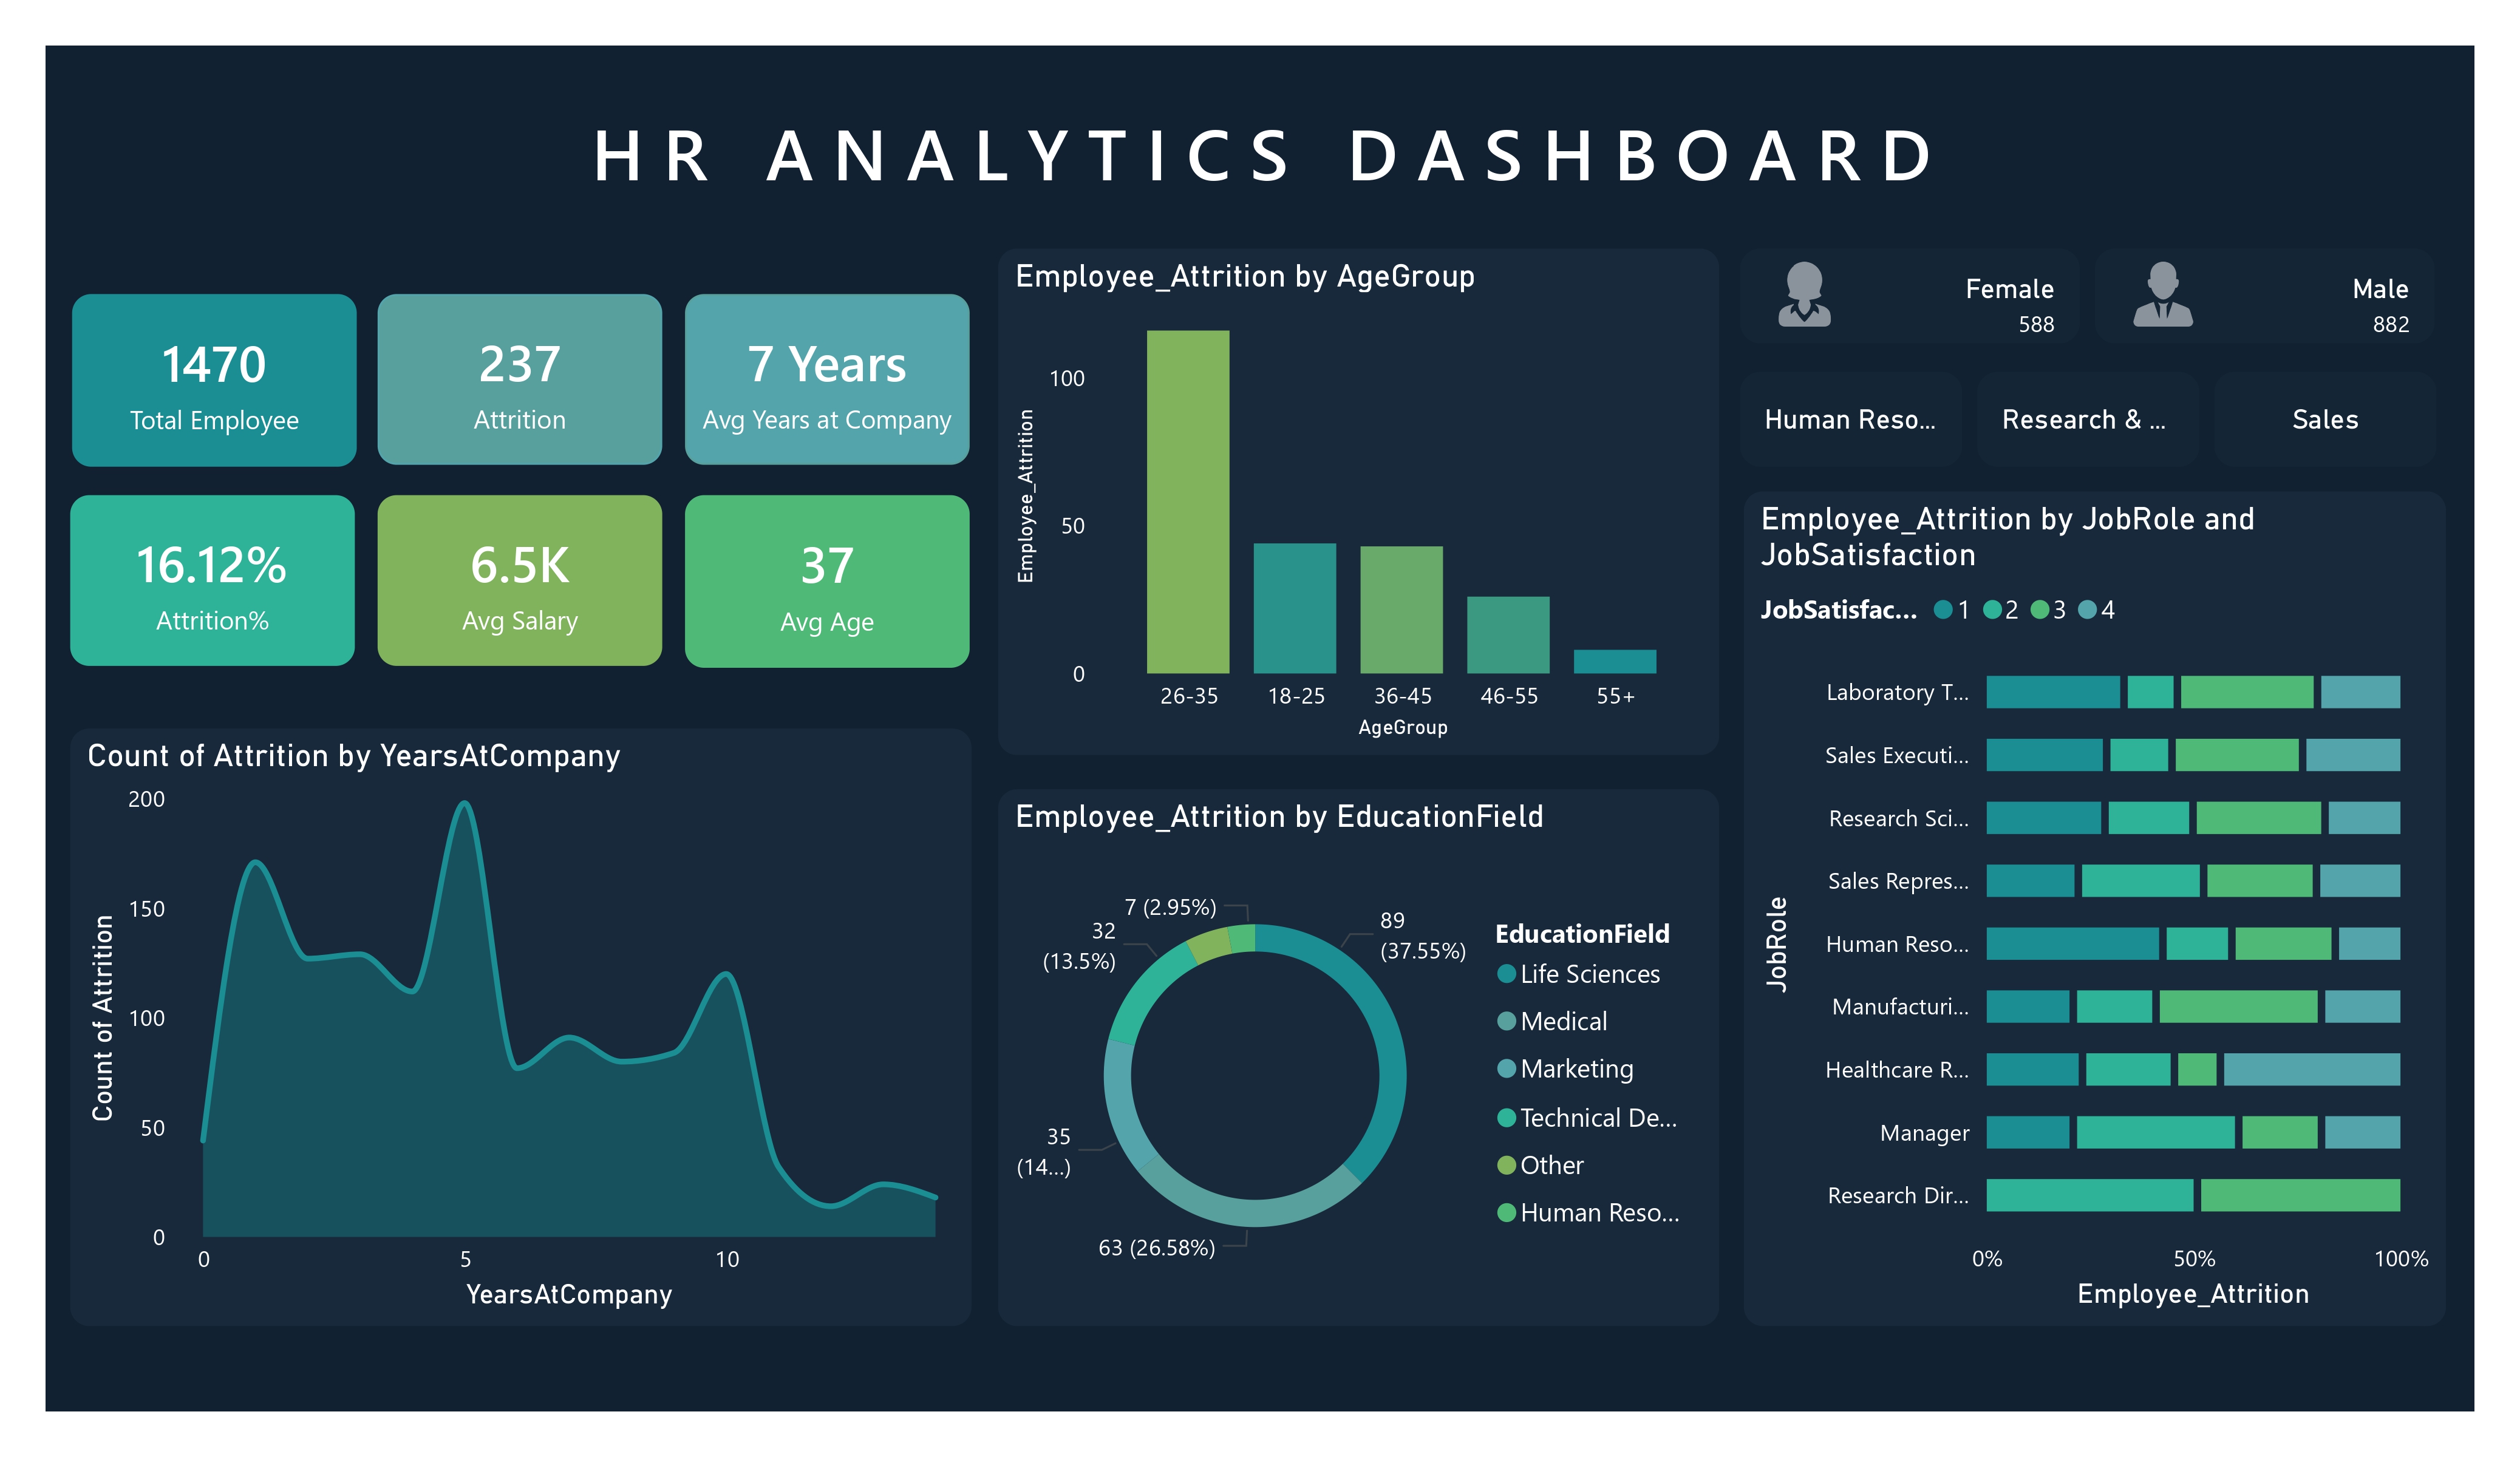 HR ANALYTICS DASHBOARD
1470
Total Employee
237
Attrition
7 Years
Avg Years at Company
16.12%
Attrition%
6.5K
Avg Salary
37
Avg Age
Count of Attrition by YearsAtCompany
Count of Attrition
200
150
100
50
0
0 5 10
YearsAtCompany
Employee_Attrition by AgeGroup
Employee_Attrition
100
50
0
26-35 18-25 36-45 46-55 55+
AgeGroup
Employee_Attrition by EducationField
7 (2.95%)
32
(13.5%)
89
(37.55%)
35
(14...)
63 (26.58%)
EducationField
Life Sciences
Medical
Marketing
Technical De...
Other
Human Reso...
Female
588
Male
882
Human Reso...
Research & ...
Sales
Employee_Attrition by JobRole and
JobSatisfaction
JobSatisfac... 1 2 3 4
JobRole
Laboratory T...
Sales Executi...
Research Sci...
Sales Repres...
Human Reso...
Manufacturi...
Healthcare R...
Manager
Research Dir...
0% 50% 100%
Employee_Attrition